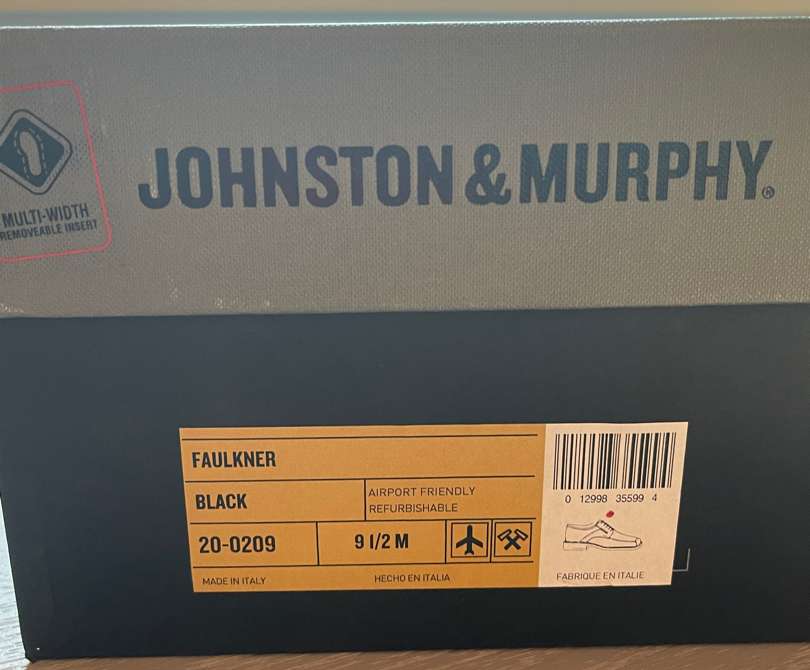 JOHNSTON & MURPHY®
MULTI-WIDTH
REMOVEABLE INSERT
FAULKNER
BLACK
AIRPORT FRIENDLY
REFURBISHABLE
20-0209
9 1/2 M
0 12998 35599 4
MADE IN ITALY
HECHO EN ITALIA
FABRIQUE EN ITALIE